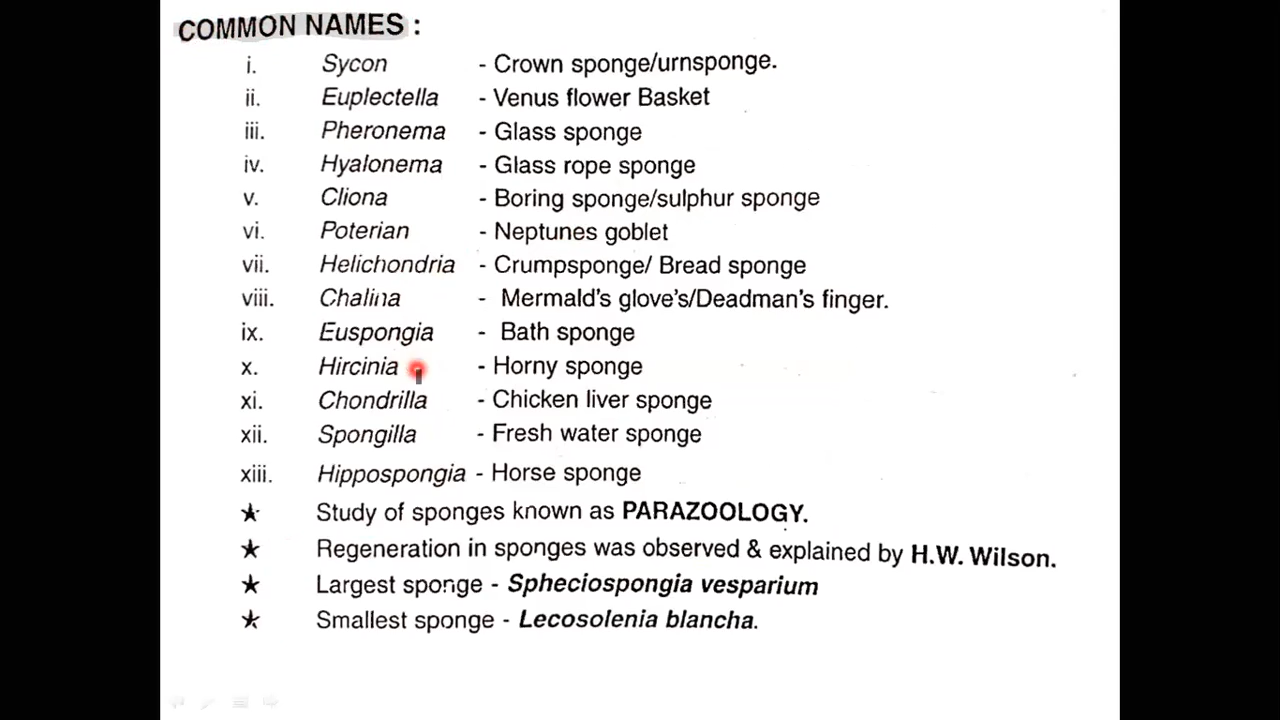 COMMON NAMES :
i. Sycon - Crown sponge/urnsponge.
ii. Euplectella - Venus flower Basket
iii. Pheronema - Glass sponge
iv. Hyalonema - Glass rope sponge
v. Cliona - Boring sponge/sulphur sponge
vi. Poterian - Neptunes goblet
vii. Helichondria - Crumpsponge/ Bread sponge
viii. Chalina - Mermald's glove's/Deadman's finger.
ix. Euspongia - Bath sponge
x. Hircinia - Horny sponge
xi. Chondrilla - Chicken liver sponge
xii. Spongilla - Fresh water sponge
xiii. Hippospongia - Horse sponge
★ Study of sponges known as PARAZOOLOGY.
★ Regeneration in sponges was observed & explained by H.W. Wilson.
★ Largest sponge - Spheciospongia vesparium
★ Smallest sponge - Lecosolenia blancha.